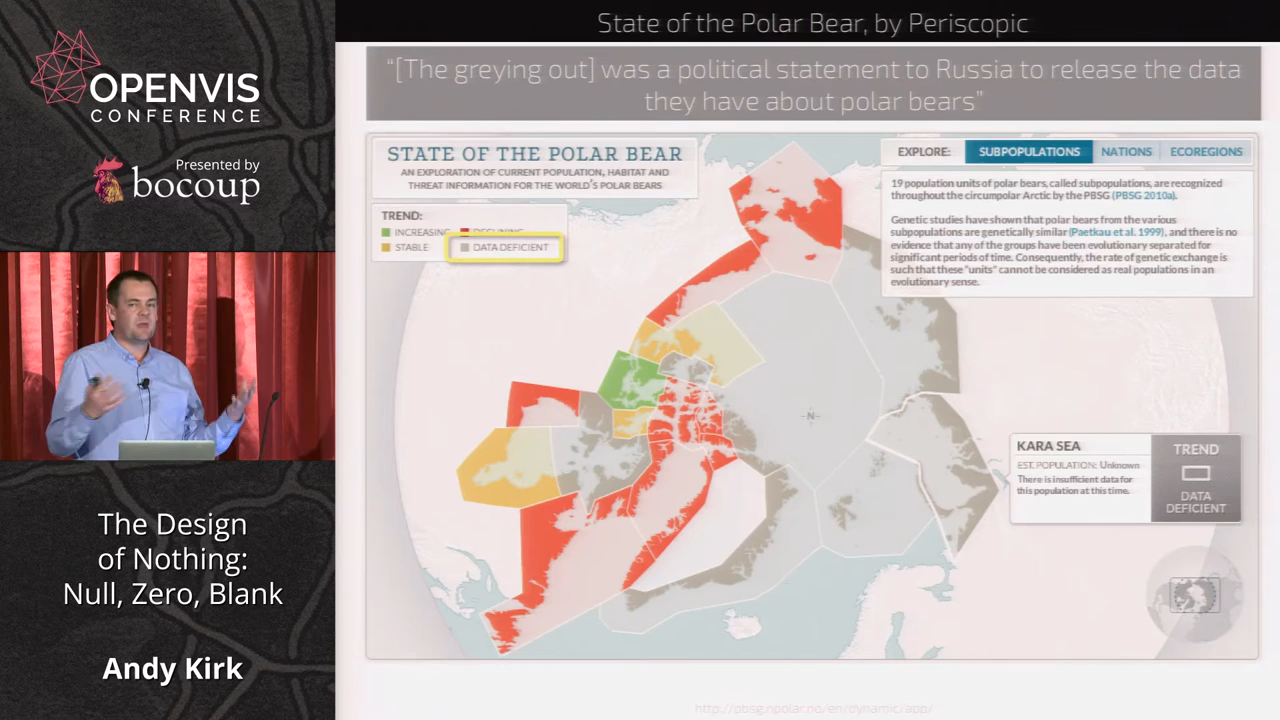 State of the Polar Bear, by Periscopic
"[The greying out] was a political statement to Russia to release the data
they have about polar bears"
OPENVIS
CONFERENCE
Presented by
bocoup
STATE OF THE POLAR BEAR
AN EXPLORATION OF CURRENT POPULATION, HABITAT AND
THREAT INFORMATION FOR THE WORLD'S POLAR BEARS
TREND:
INCREASING DECLINING
STABLE DATA DEFICIENT
EXPLORE: SUBPOPULATIONS NATIONS ECOREGIONS
19 population units of polar bears, called subpopulations, are recognized
throughout the circumpolar Arctic by the PBSG (PBSG 2010a).
Genetic studies have shown that polar bears from the various
subpopulations are genetically similar (Paetkau et al. 1999), and there is no
evidence that any of the groups have been evolutionary separated for
significant periods of time. Consequently, the rate of genetic exchange is
such that these "units" cannot be considered as real populations in an
evolutionary sense.
N
KARA SEA
EST. POPULATION: Unknown
There is insufficient data for
this population at this time.
TREND
DATA
DEFICIENT
The Design
of Nothing:
Null, Zero, Blank
Andy Kirk
http://pbsg.npolar.no/en/dynamic/app/